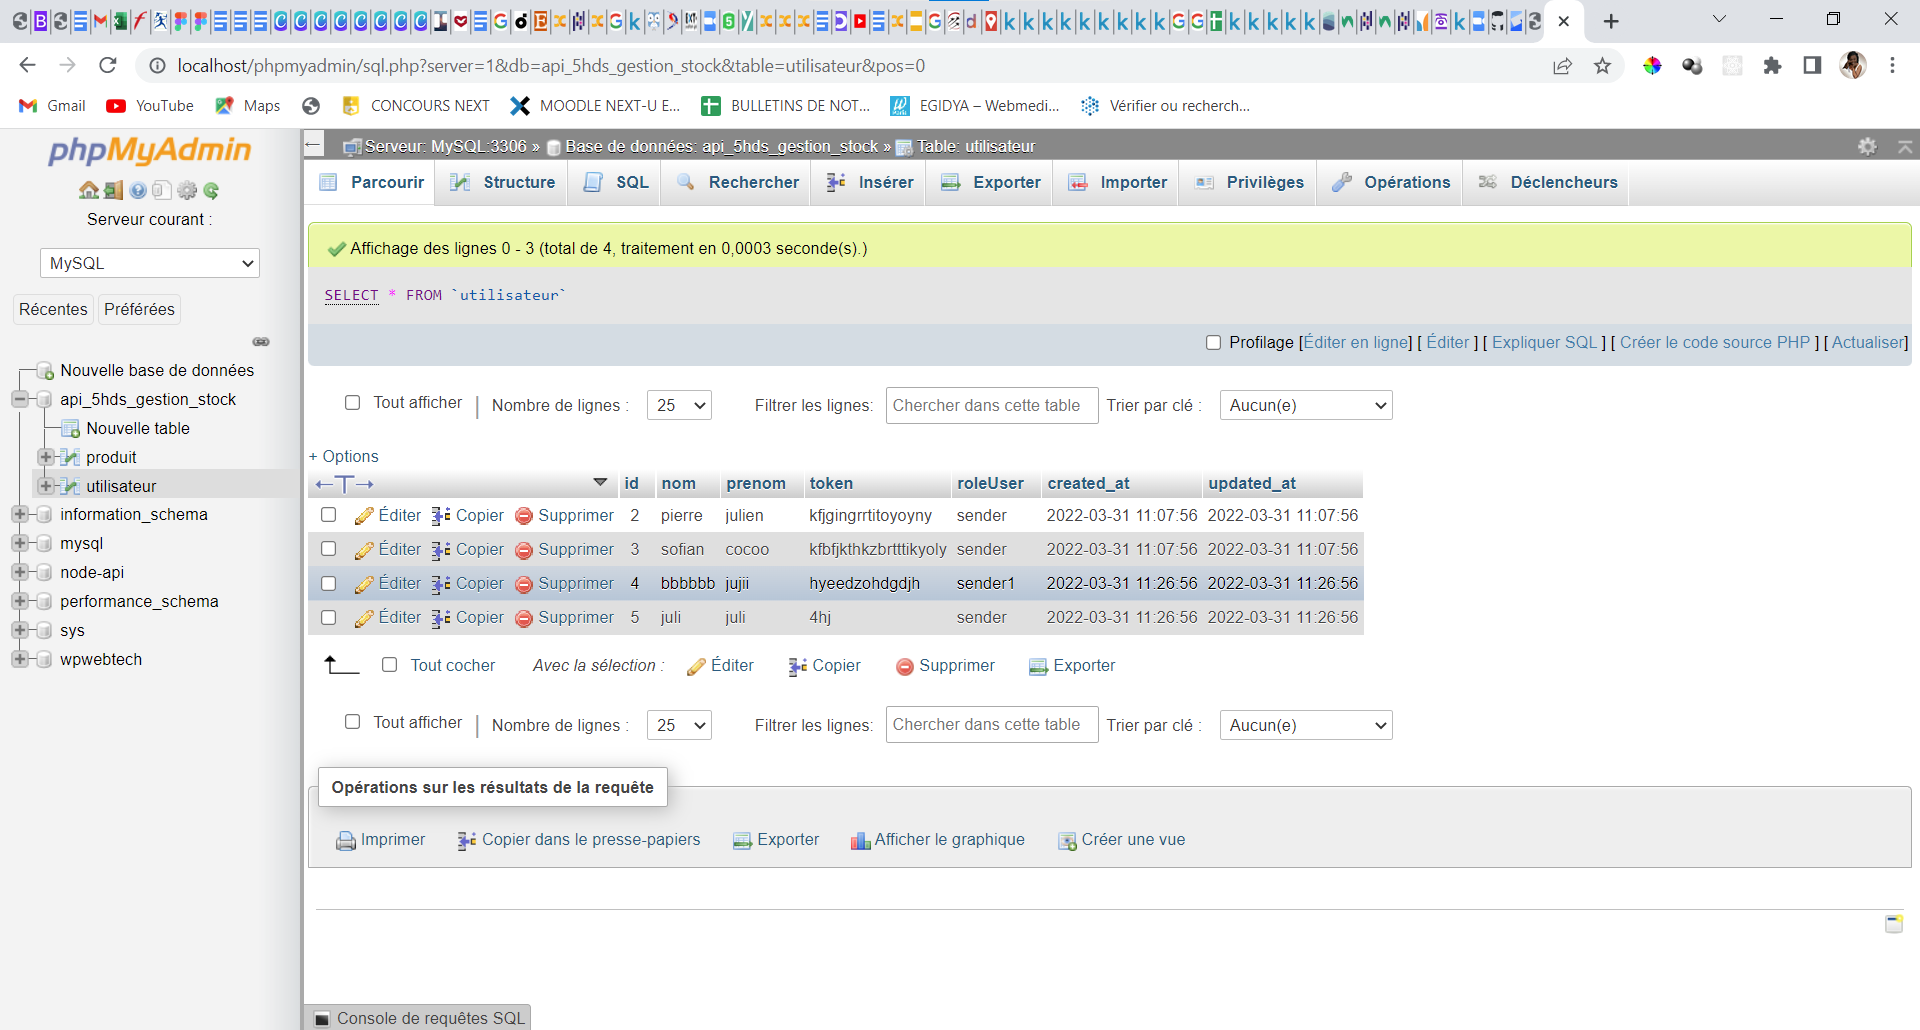 localhost/phpmyadmin/sql.php?server=1&db=api_5hds_gestion_stock&table=utilisateur&pos=0
Gmail YouTube Maps CONCOURS NEXT MOODLE NEXT-U E... BULLETINS DE NOT... EGIDYA – Webmedi... Vérifier ou recherch...
phpMyAdmin
Serveur courant :
MySQL
Récentes Préférées
Nouvelle base de données
api_5hds_gestion_stock
Nouvelle table
produit
utilisateur
information_schema
mysql
node-api
performance_schema
sys
wpwebtech
Serveur: MySQL:3306 » Base de données: api_5hds_gestion_stock » Table: utilisateur
Parcourir Structure SQL Rechercher Insérer Exporter Importer Privilèges Opérations Déclencheurs
Affichage des lignes 0 - 3 (total de 4, traitement en 0,0003 seconde(s).)
SELECT * FROM `utilisateur`
Profilage [Éditer en ligne] [ Éditer ] [ Expliquer SQL ] [ Créer le code source PHP ] [ Actualiser]
Tout afficher | Nombre de lignes : 25 Filtrer les lignes: Chercher dans cette table Trier par clé : Aucun(e)
+ Options
←T→ id nom prenom token roleUser created_at updated_at
Éditer Copier Supprimer 2 pierre julien kfjgingrrtitoyoyny sender 2022-03-31 11:07:56 2022-03-31 11:07:56
Éditer Copier Supprimer 3 sofian cocoo kfbfjkthkzbrtttikyoly sender 2022-03-31 11:07:56 2022-03-31 11:07:56
Éditer Copier Supprimer 4 bbbbbb jujii hyeedzohdgdjh sender1 2022-03-31 11:26:56 2022-03-31 11:26:56
Éditer Copier Supprimer 5 juli juli 4hj sender 2022-03-31 11:26:56 2022-03-31 11:26:56
Tout cocher Avec la sélection : Éditer Copier Supprimer Exporter
Tout afficher | Nombre de lignes : 25 Filtrer les lignes: Chercher dans cette table Trier par clé : Aucun(e)
Opérations sur les résultats de la requête
Imprimer Copier dans le presse-papiers Exporter Afficher le graphique Créer une vue
Console de requêtes SQL